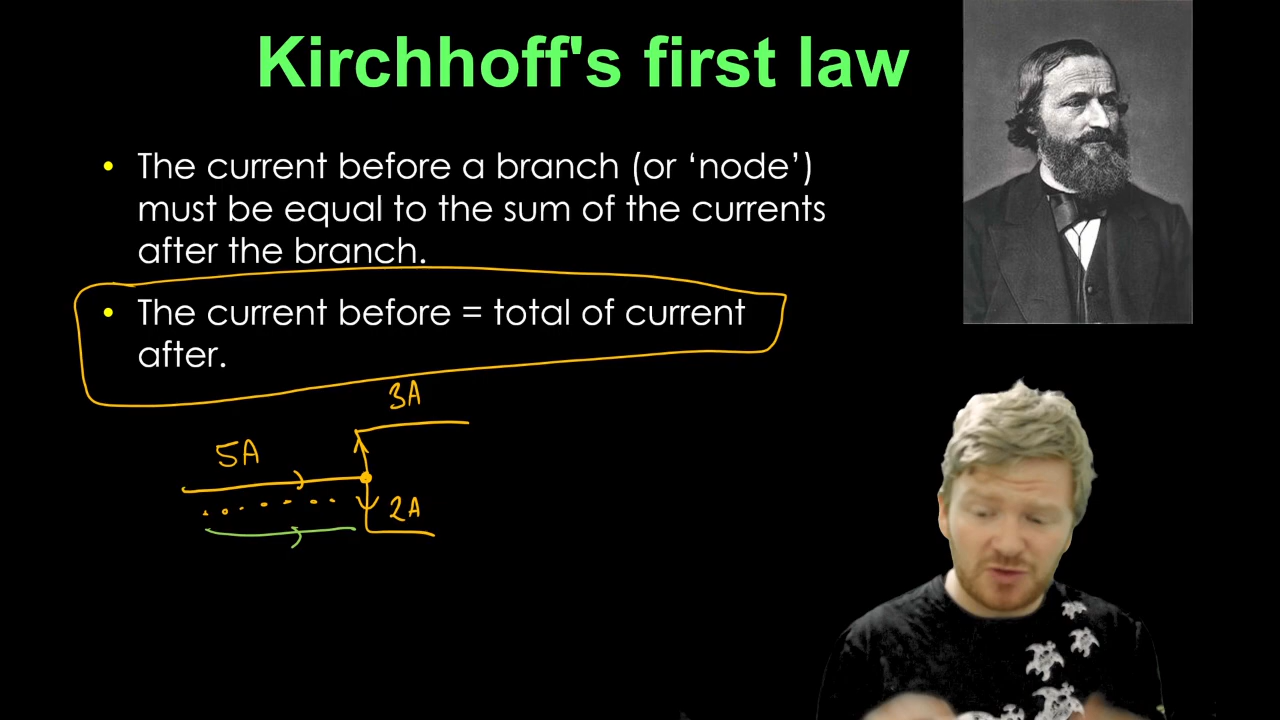 Kirchhoff's first law
• The current before a branch (or ‘node’)
must be equal to the sum of the currents
after the branch.
• The current before = total of current
after.
3A
5A
2A